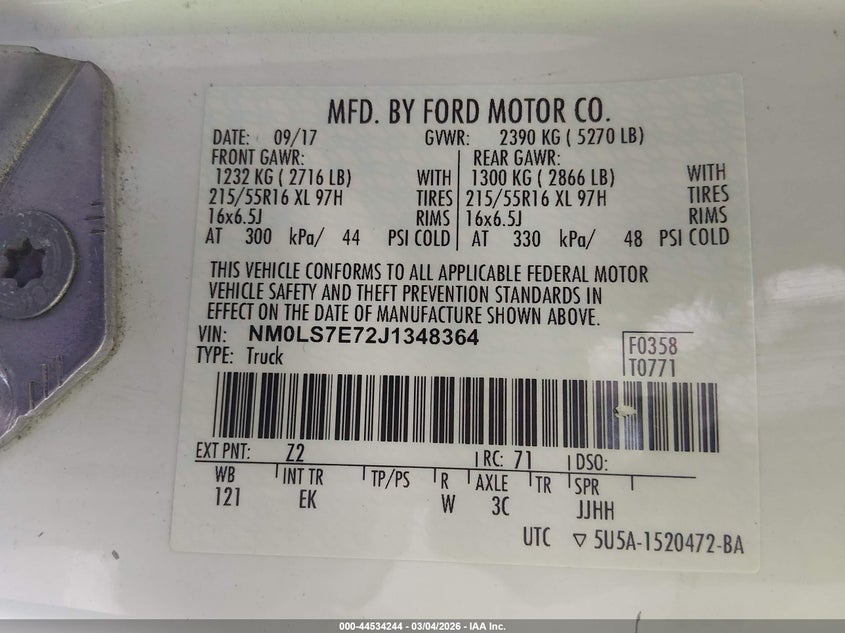 MFD. BY FORD MOTOR CO.
DATE: 09/17 GVWR: 2390 KG ( 5270 LB)
FRONT GAWR: REAR GAWR:
1232 KG ( 2716 LB) WITH 1300 KG ( 2866 LB) WITH
215/55R16 XL 97H TIRES 215/55R16 XL 97H TIRES
16x6.5J RIMS 16x6.5J RIMS
AT 300 kPa/ 44 PSI COLD AT 330 kPa/ 48 PSI COLD
THIS VEHICLE CONFORMS TO ALL APPLICABLE FEDERAL MOTOR
VEHICLE SAFETY AND THEFT PREVENTION STANDARDS IN
EFFECT ON THE DATE OF MANUFACTURE SHOWN ABOVE.
VIN: NM0LS7E72J1348364
TYPE: Truck
F0358
T0771
EXT PNT: Z2 RC: 71 DSO:
WB INT TR TP/PS R AXLE TR SPR
121 EK W 3C JJHH
UTC ▽ 5U5A-1520472-BA
000-44534244 - 03/04/2026 - IAA Inc.